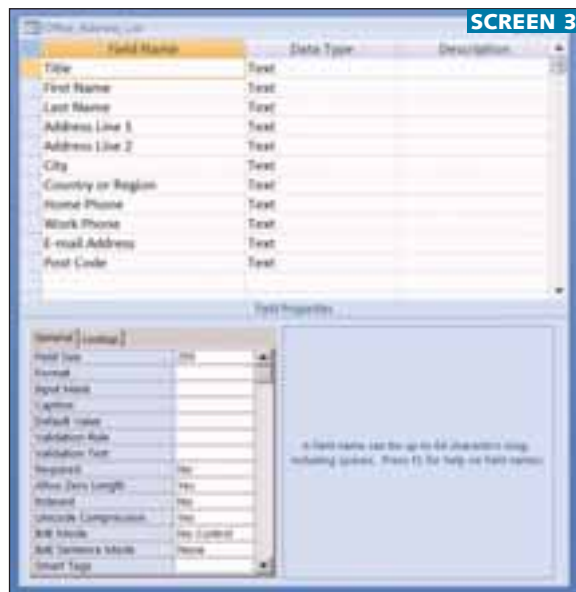 SCREEN 3
Office_Address_List
Field Name Data Type Description
Title Text
First Name Text
Last Name Text
Address Line 1 Text
Address Line 2 Text
City Text
Country or Region Text
Home Phone Text
Work Phone Text
E-mail Address Text
Post Code Text
Field Properties
General Lookup
Field Size 255
Format
Input Mask
Caption
Default Value
Validation Rule
Validation Text
Required No
Allow Zero Length Yes
Indexed No
Unicode Compression Yes
IME Mode No Control
IME Sentence Mode None
Smart Tags
A field name can be up to 64 characters long,
including spaces. Press F1 for help on field names.